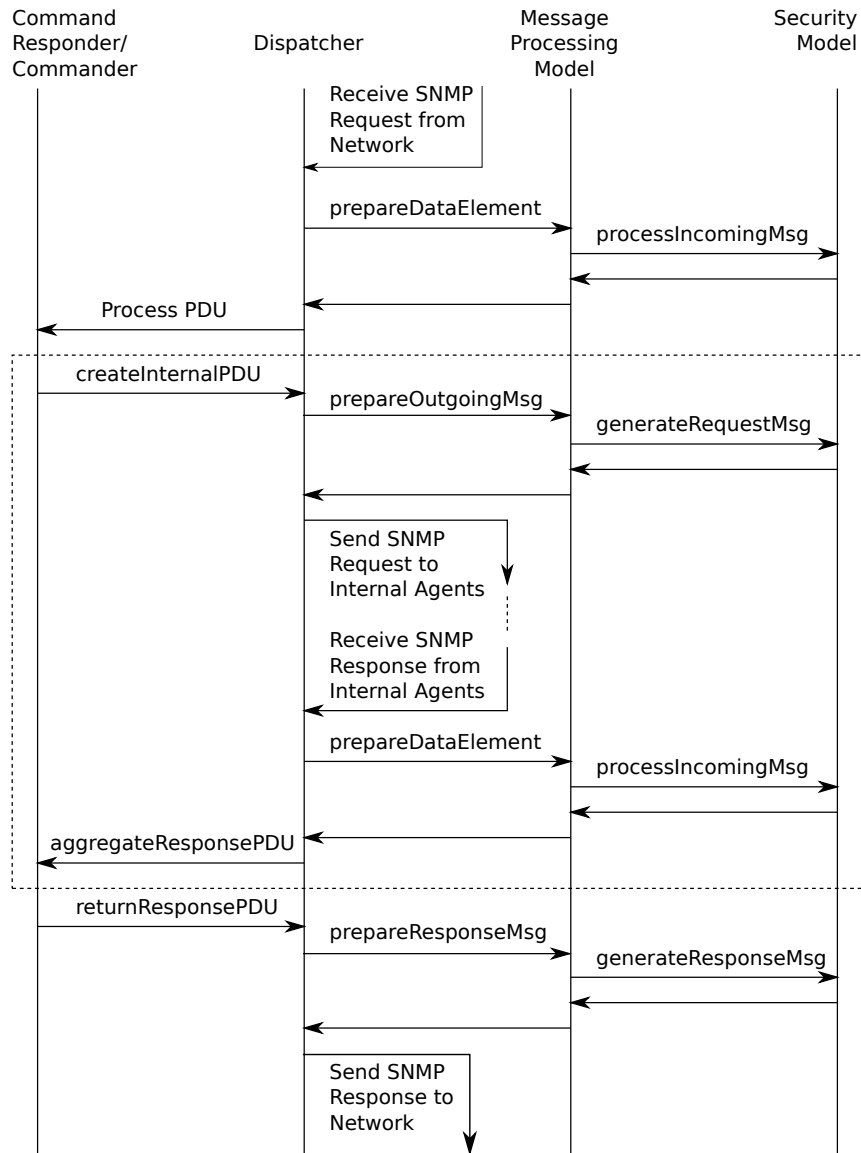 Command
Responder/
Commander
Dispatcher
Message
Processing
Model
Security
Model
Receive SNMP
Request from
Network
prepareDataElement
processIncomingMsg
Process PDU
createInternalPDU
prepareOutgoingMsg
generateRequestMsg
Send SNMP
Request to
Internal Agents
Receive SNMP
Response from
Internal Agents
prepareDataElement
processIncomingMsg
aggregateResponsePDU
returnResponsePDU
prepareResponseMsg
generateResponseMsg
Send SNMP
Response to
Network